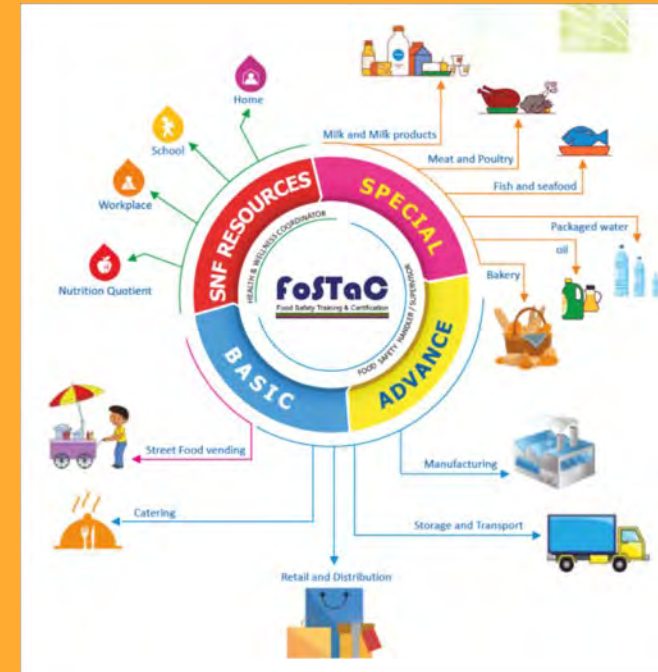 Home
School
Workplace
Nutrition Quotient
Milk and Milk products
Meat and Poultry
Fish and seafood
Packaged water
oil
Bakery
SNF RESOURCES
SPECIAL
HEALTH & WELLNESS COORDINATOR
FoSTaC
Food Safety Training & Certification
FOOD SAFETY HANDLER / SUPERVISOR
BASIC
ADVANCE
Street Food vending
Catering
Manufacturing
Storage and Transport
Retail and Distribution